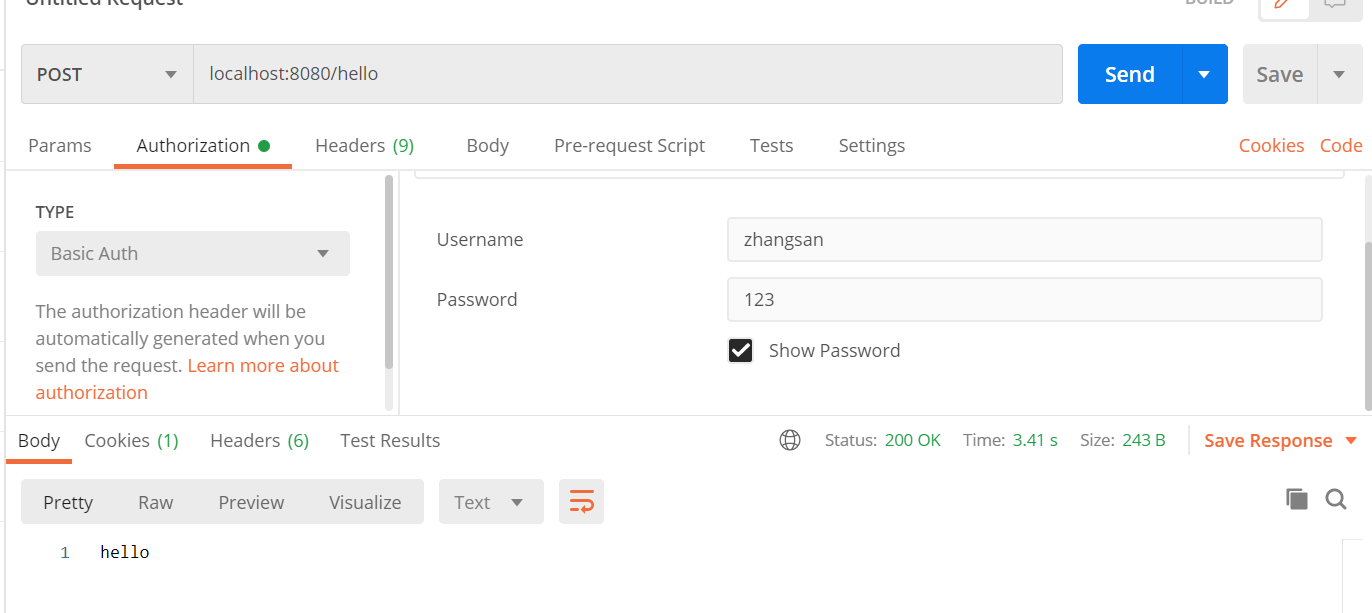 Untitled Request
BUILD
POST localhost:8080/hello Send Save
Params Authorization Headers (9) Body Pre-request Script Tests Settings Cookies Code
TYPE
Basic Auth
The authorization header will be
automatically generated when you
send the request. Learn more about
authorization
Username zhangsan
Password 123
Show Password
Body Cookies (1) Headers (6) Test Results Status: 200 OK Time: 3.41 s Size: 243 B Save Response
Pretty Raw Preview Visualize Text
1 hello